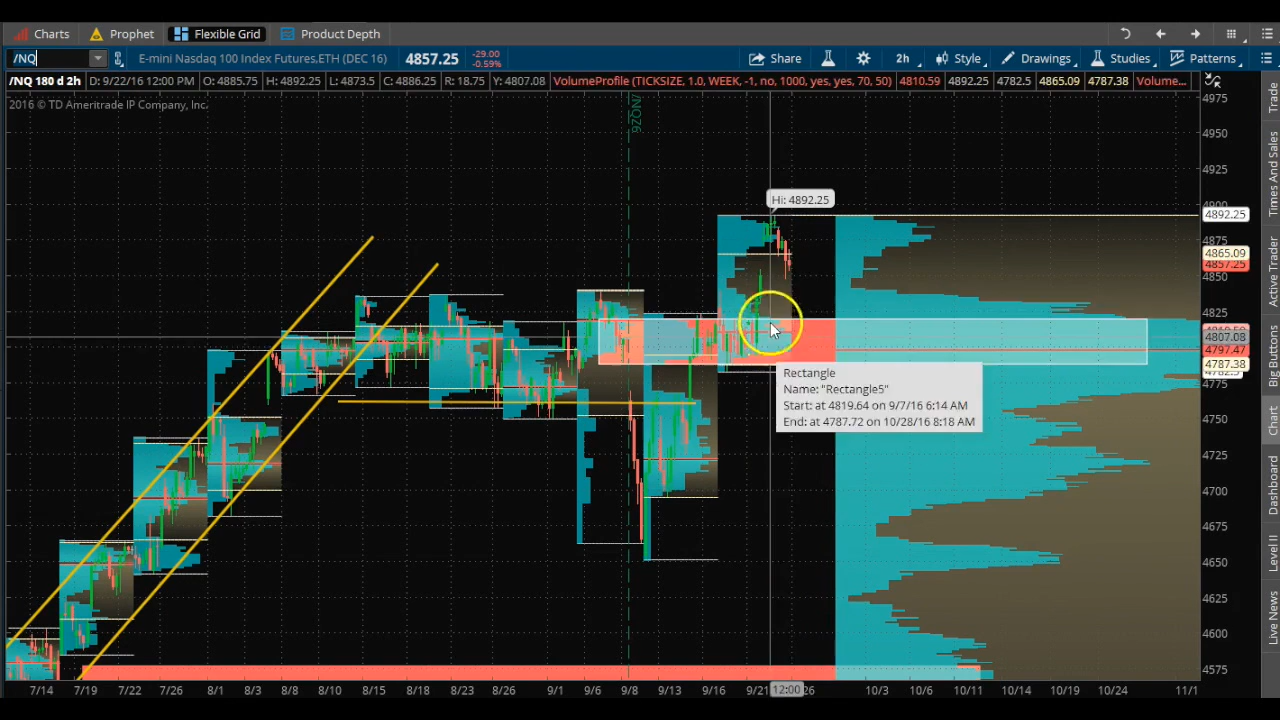 Charts Prophet Flexible Grid Product Depth
/NQ E-mini Nasdaq 100 Index Futures,ETH (DEC 16) 4857.25 -29.00 -0.59% Share 2h Style Drawings Studies Patterns
/NQ 180 d 2h D: 9/22/16 12:00 PM O: 4885.75 H: 4892.25 L: 4873.5 C: 4886.25 R: 18.75 Y: 4807.08 VolumeProfile (TICKSIZE, 1.0, WEEK, -1, no, 1000, yes, yes, 70, 50) 4810.59 4892.25 4782.5 4865.09 4787.38 Volume...
2016 © TD Ameritrade IP Company, Inc.
/NQZ6
Hi: 4892.25
Rectangle
Name: "Rectangle5"
Start: at 4819.64 on 9/7/16 6:14 AM
End: at 4787.72 on 10/28/16 8:18 AM
4975
4950
4925
4900
4892.25
4875
4865.09
4857.25
4850
4825
4807.08
4797.47
4787.38
4775
4750
4725
4700
4675
4650
4625
4600
4575
7/14 7/19 7/22 7/26 8/1 8/3 8/8 8/10 8/15 8/18 8/23 8/26 9/1 9/6 9/8 9/13 9/16 9/21 12:00 26 10/3 10/6 10/11 10/14 10/19 10/24 11/1
Trade
Times And Sales
Active Trader
Big Buttons
Chart
Dashboard
Level II
Live News